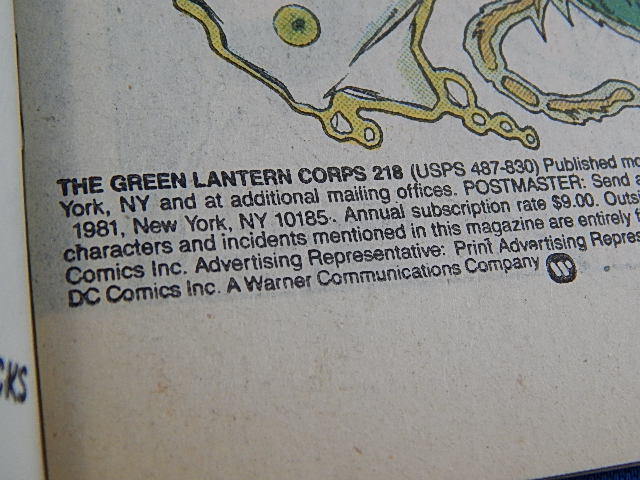 THE GREEN LANTERN CORPS 218 (USPS 487-830) Published mo
York, NY and at additional mailing offices. POSTMASTER: Send a
1981, New York, NY 10185. Annual subscription rate $9.00. Outs
characters and incidents mentioned in this magazine are entirely f
Comics Inc. Advertising Representative: Print Advertising Repres
DC Comics Inc. A Warner Communications Company
CKS